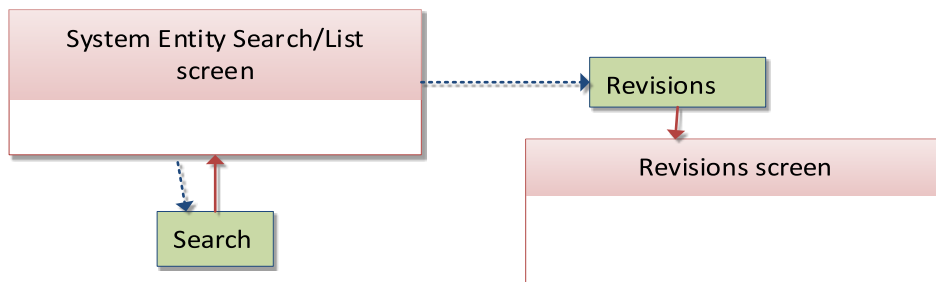 System Entity Search/List
screen
Revisions
Revisions screen
Search